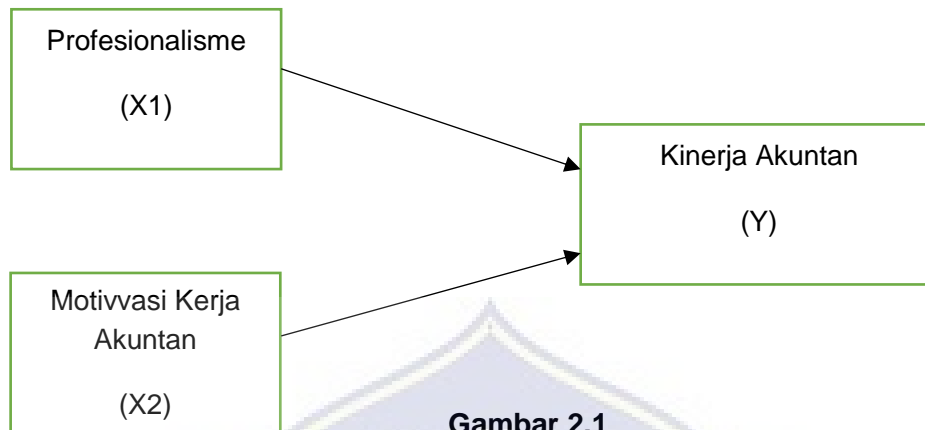 Profesionalisme
(X1)
Kinerja Akuntan
(Y)
Motivvasi Kerja
Akuntan
(X2)
Gambar 2.1